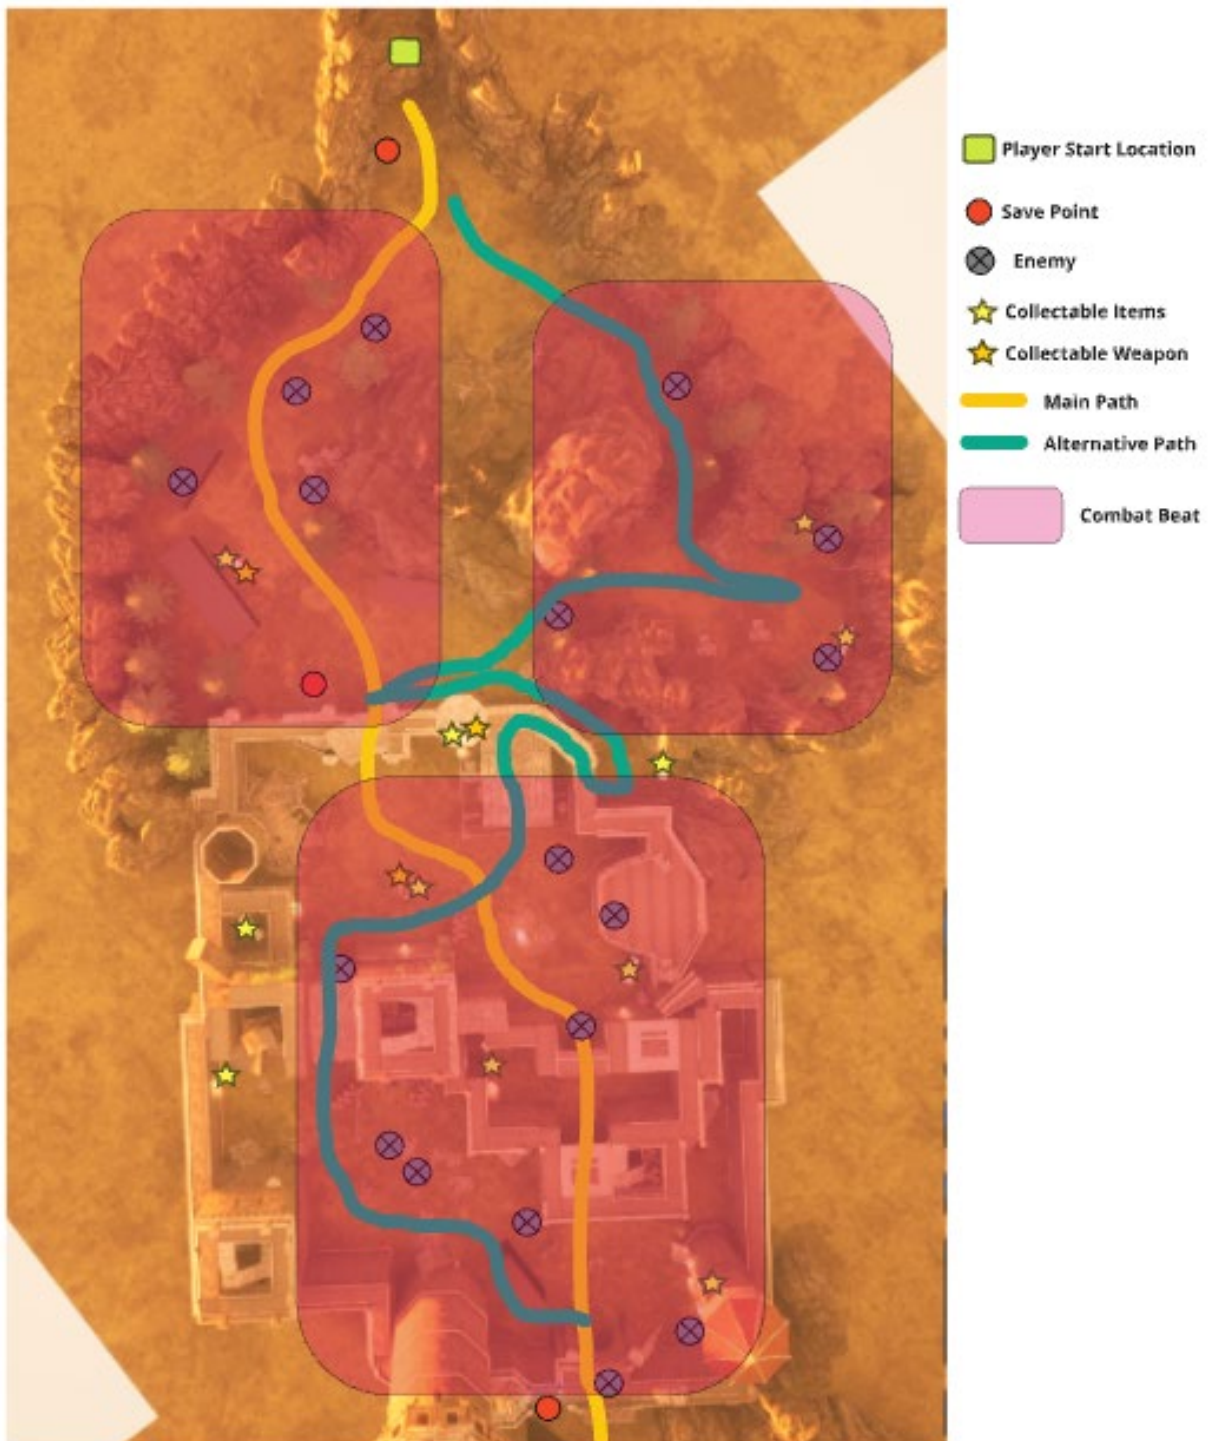 Player Start Location
Save Point
Enemy
Collectable Items
Collectable Weapon
Main Path
Alternative Path
Combat Beat